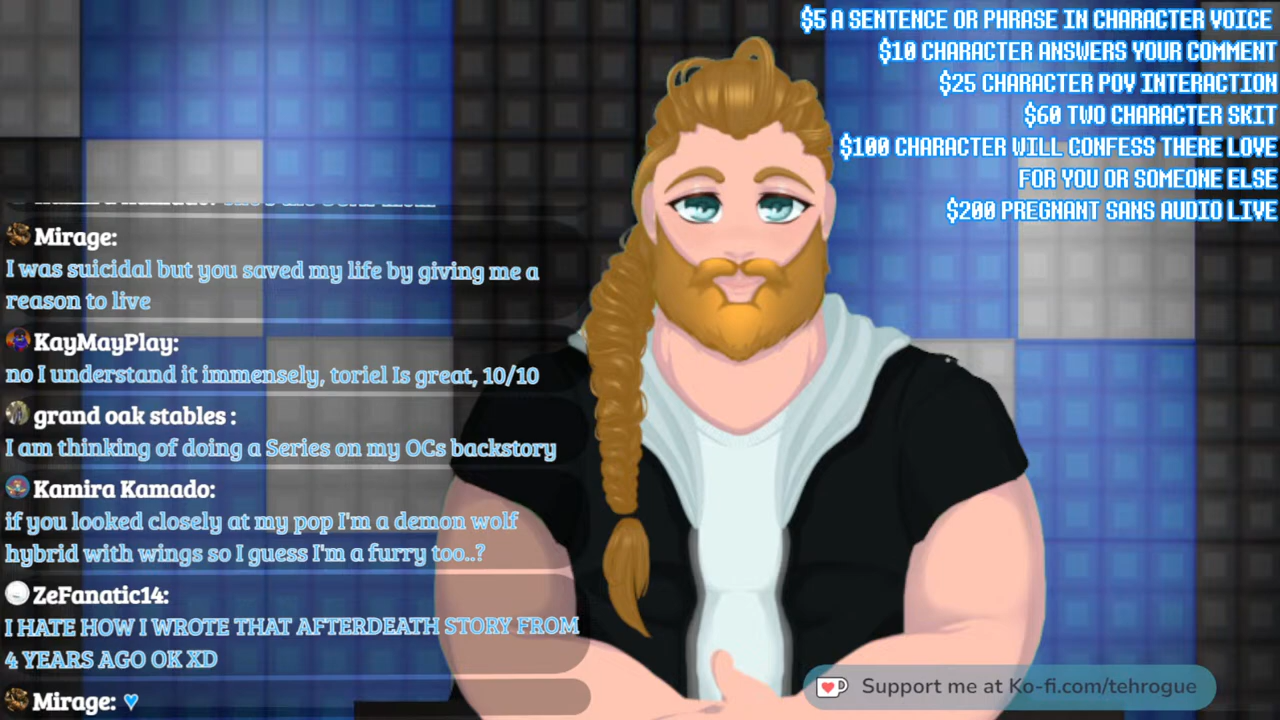 $5 A SENTENCE OR PHRASE IN CHARACTER VOICE
$10 CHARACTER ANSWERS YOUR COMMENT
$25 CHARACTER POV INTERACTION
$60 TWO CHARACTER SKIT
$100 CHARACTER WILL CONFESS THERE LOVE
FOR YOU OR SOMEONE ELSE
$200 PREGNANT SANS AUDIO LIVE
Mirage:
I was suicidal but you saved my life by giving me a
reason to live
KayMayPlay:
no I understand it immensely, toriel Is great, 10/10
grand oak stables :
I am thinking of doing a Series on my OCs backstory
Kamira Kamado:
if you looked closely at my pop I'm a demon wolf
hybrid with wings so I guess I'm a furry too..?
ZeFanatic14:
I HATE HOW I WROTE THAT AFTERDEATH STORY FROM
4 YEARS AGO OK XD
Mirage: 💙
Support me at Ko-fi.com/tehrogue